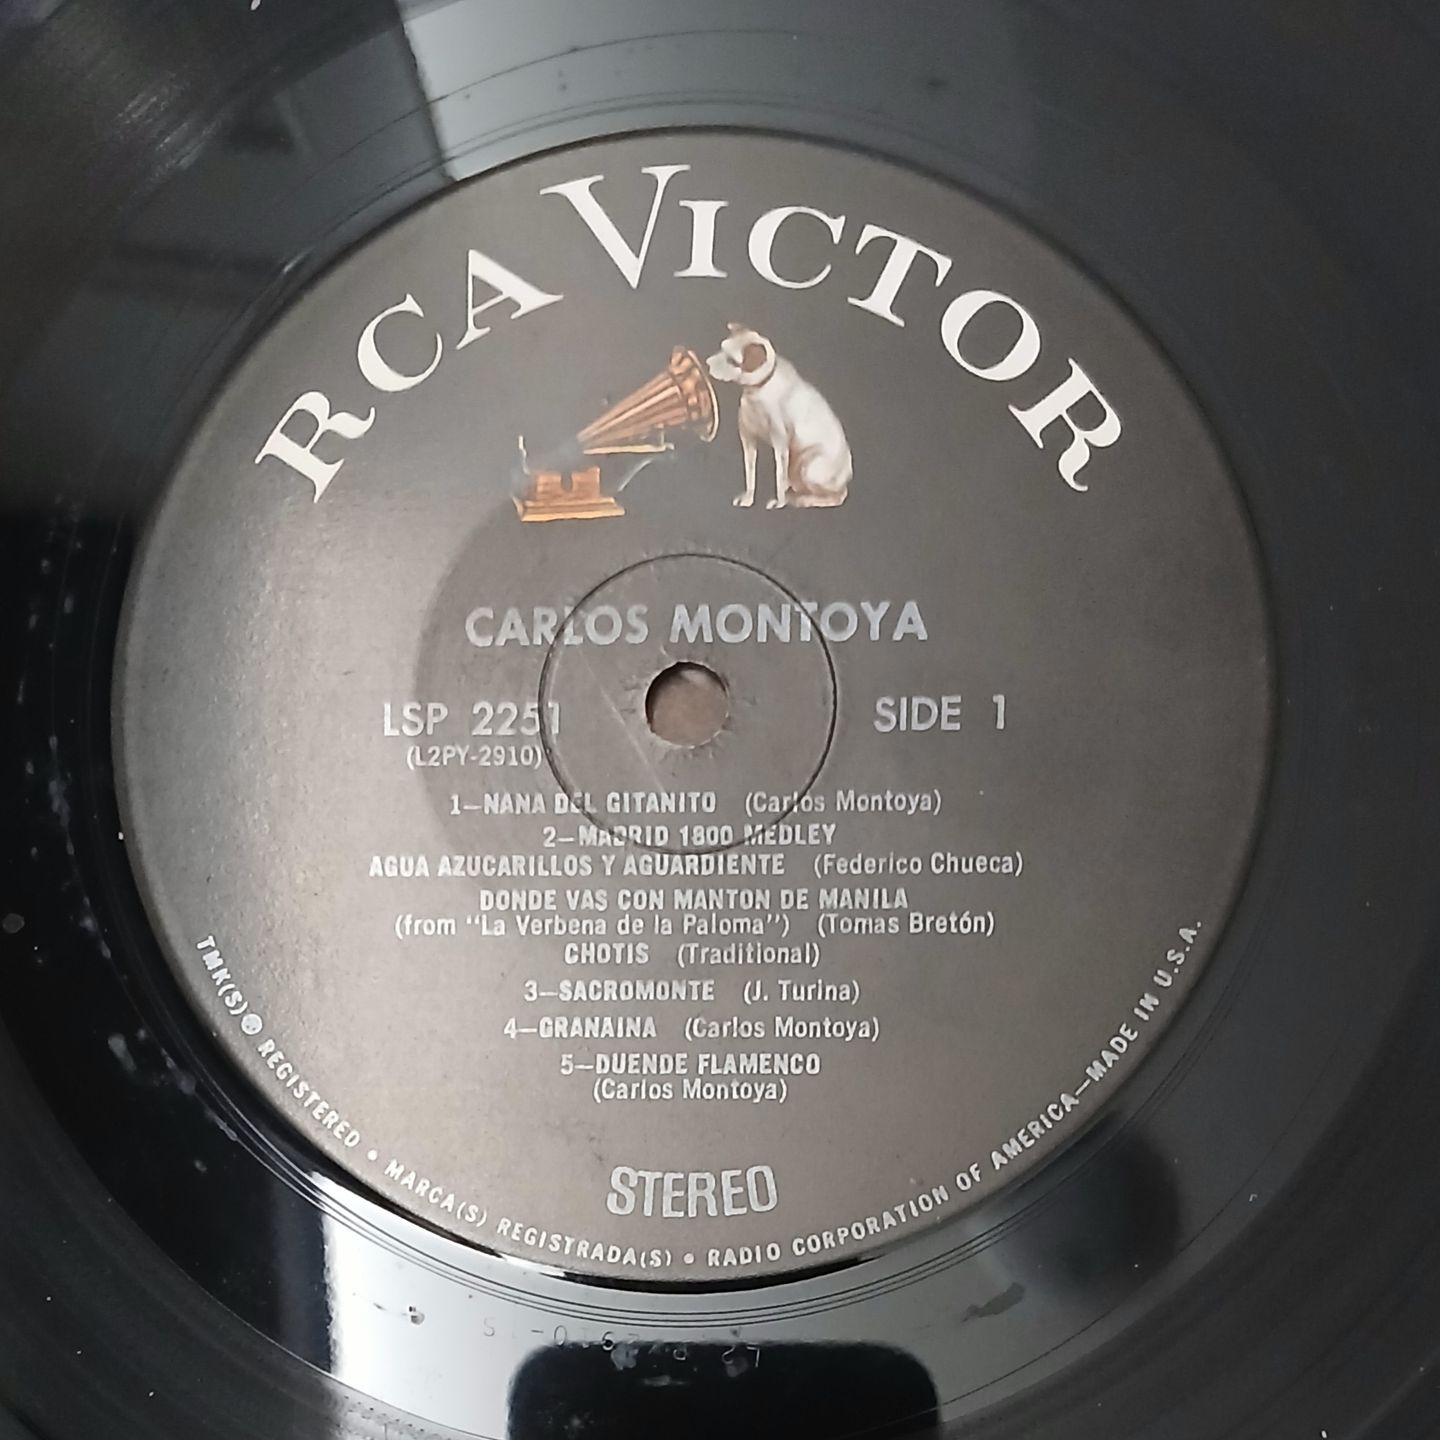 RCA VICTOR
CARLOS MONTOYA
LSP 2251
(L2PY-2910)
SIDE 1
1—NANA DEL GITANITO (Carlos Montoya)
2—MADRID 1800 MEDLEY
AGUA AZUCARILLOS Y AGUARDIENTE (Federico Chueca)
DONDE VAS CON MANTON DE MANILA
(from "La Verbena de la Paloma") (Tomas Bretón)
CHOTIS (Traditional)
3—SACROMONTE (J. Turina)
4—GRANAINA (Carlos Montoya)
5—DUENDE FLAMENCO
(Carlos Montoya)
STEREO
TMK(S) ® REGISTERED • MARCA(S) REGISTRADA(S) • RADIO CORPORATION OF AMERICA—MADE IN U.S.A.